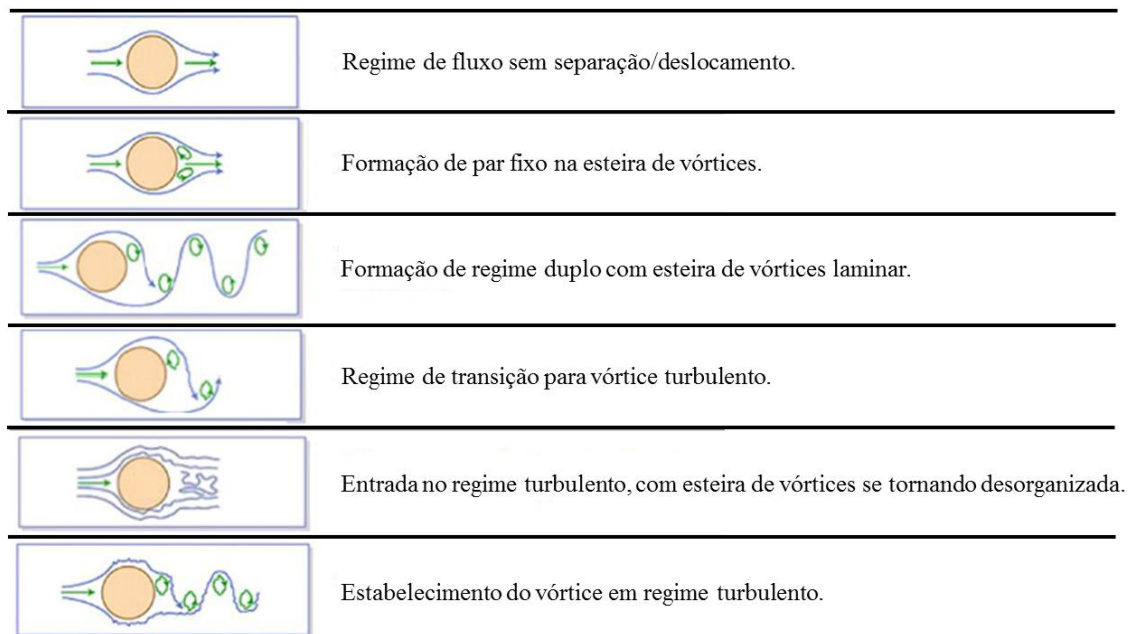 Regime de fluxo sem separação/deslocamento.
Formação de par fixo na esteira de vórtices.
Formação de regime duplo com esteira de vórtices laminar.
Regime de transição para vórtice turbulento.
Entrada no regime turbulento, com esteira de vórtices se tornando desorganizada.
Estabelecimento do vórtice em regime turbulento.